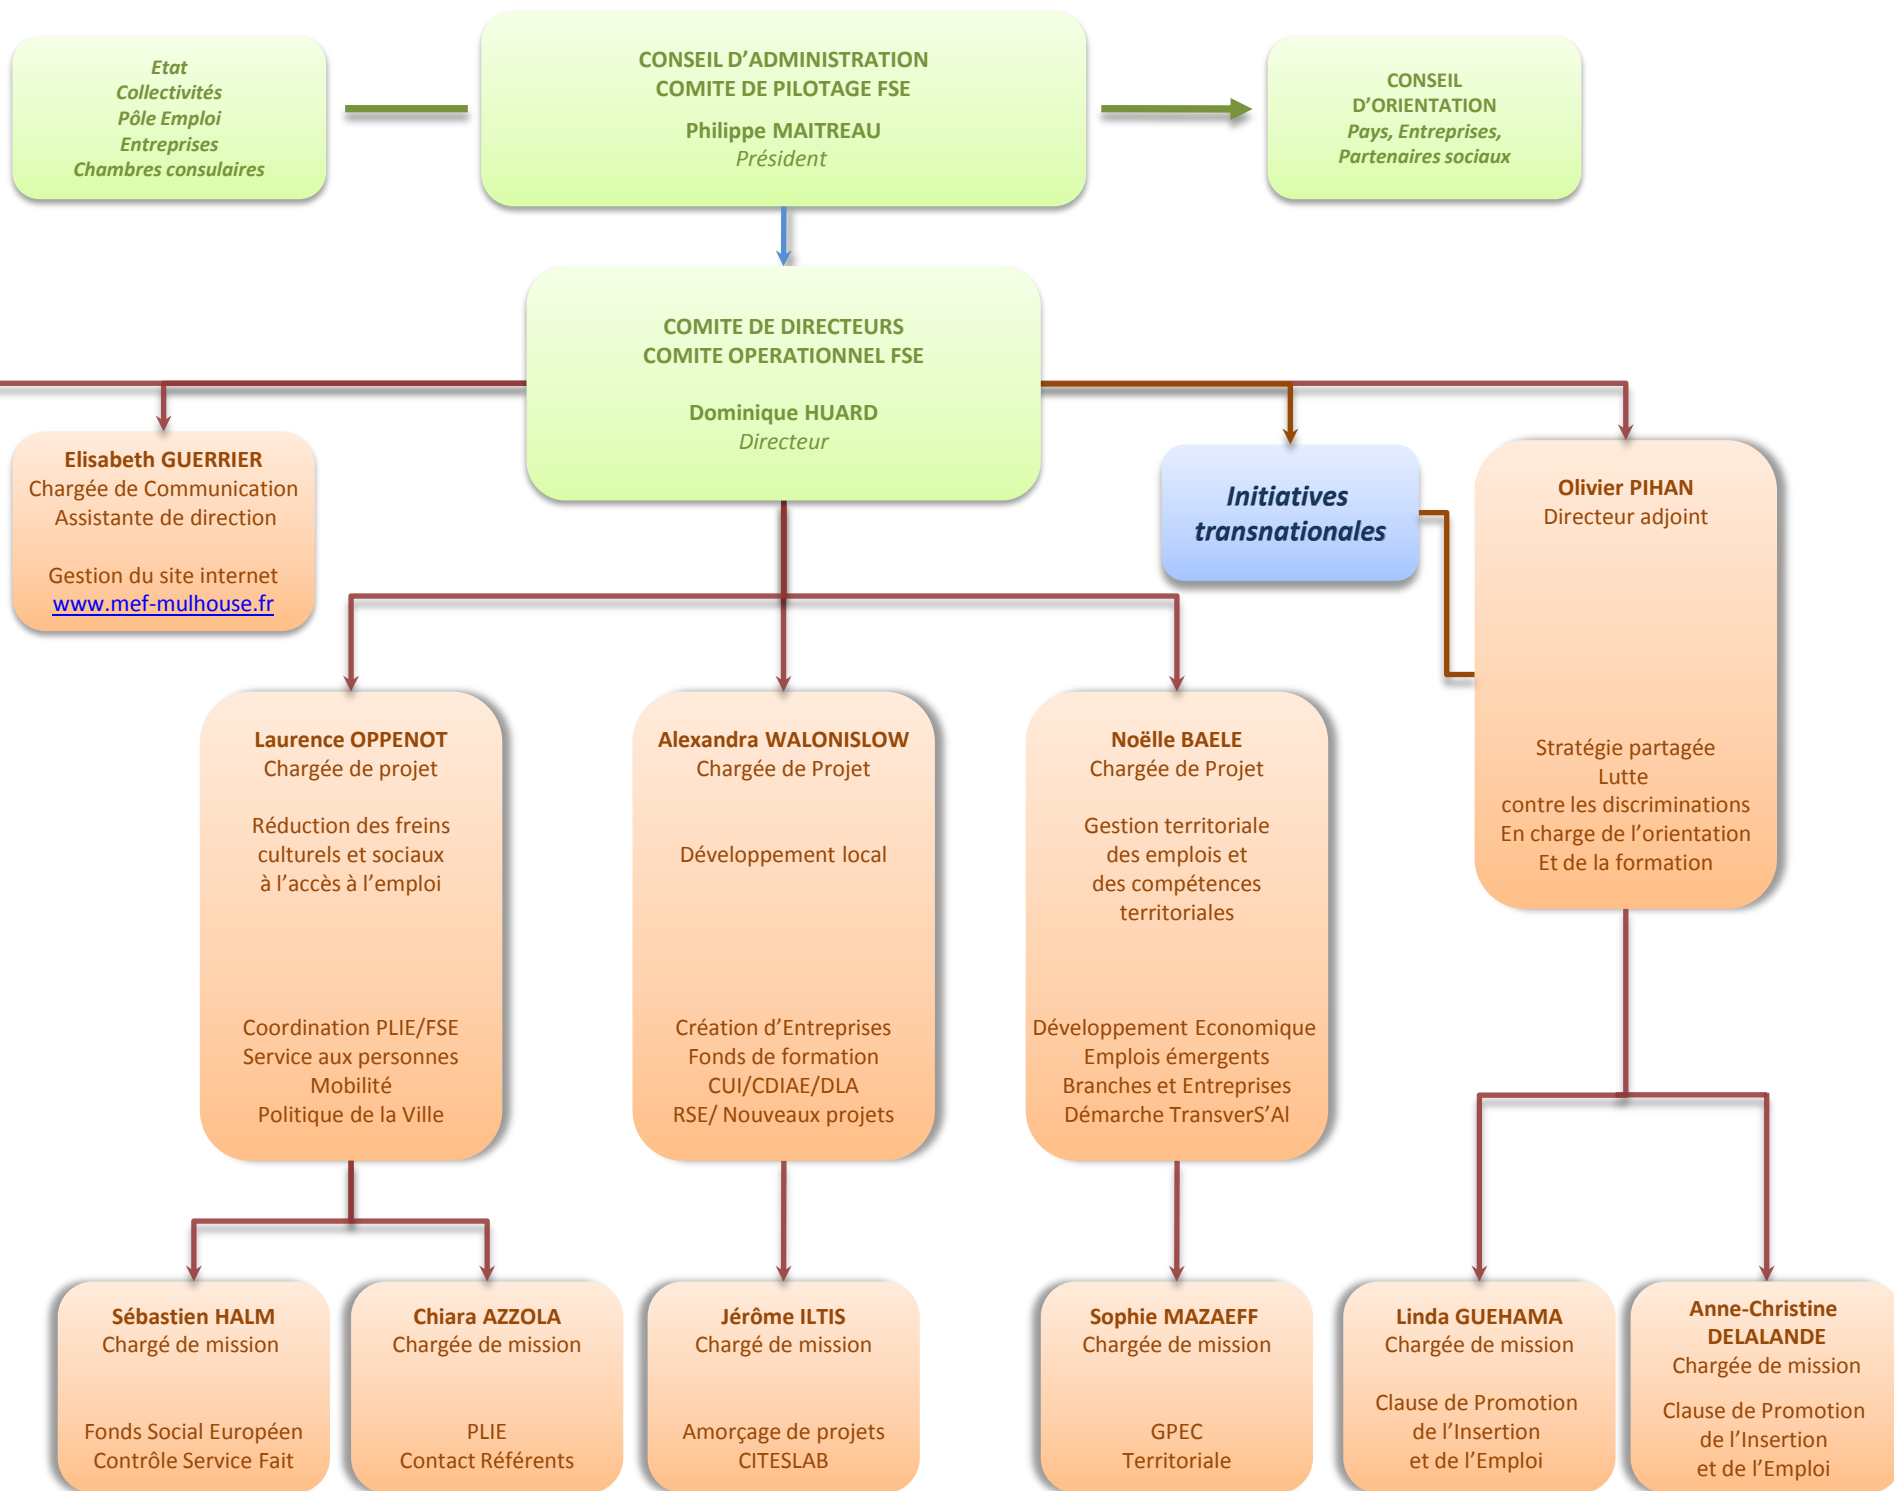 Etat
Collectivités
Pôle Emploi
Entreprises
Chambres consulaires
CONSEIL D’ADMINISTRATION
COMITE DE PILOTAGE FSE
Philippe MAITREAU
Président
CONSEIL
D’ORIENTATION
Pays, Entreprises,
Partenaires sociaux
COMITE DE DIRECTEURS
COMITE OPERATIONNEL FSE
Dominique HUARD
Directeur
Elisabeth GUERRIER
Chargée de Communication
Assistante de direction
Gestion du site internet
www.mef-mulhouse.fr
Initiatives
transnationales
Olivier PIHAN
Directeur adjoint
Stratégie partagée
Lutte
contre les discriminations
En charge de l’orientation
Et de la formation
Laurence OPPENOT
Chargée de projet
Réduction des freins
culturels et sociaux
à l’accès à l’emploi
Coordination PLIE/FSE
Service aux personnes
Mobilité
Politique de la Ville
Alexandra WALONISLOW
Chargée de Projet
Développement local
Création d’Entreprises
Fonds de formation
CUI/CDIAE/DLA
RSE/ Nouveaux projets
Noëlle BAELE
Chargée de Projet
Gestion territoriale
des emplois et
des compétences
territoriales
Développement Economique
Emplois émergents
Branches et Entreprises
Démarche TransverS’Al
Sébastien HALM
Chargé de mission
Fonds Social Européen
Contrôle Service Fait
Chiara AZZOLA
Chargée de mission
PLIE
Contact Référents
Jérôme ILTIS
Chargé de mission
Amorçage de projets
CITESLAB
Sophie MAZAEFF
Chargée de mission
GPEC
Territoriale
Linda GUEHAMA
Chargée de mission
Clause de Promotion
de l’Insertion
et de l’Emploi
Anne-Christine
DELALANDE
Chargée de mission
Clause de Promotion
de l’Insertion
et de l’Emploi